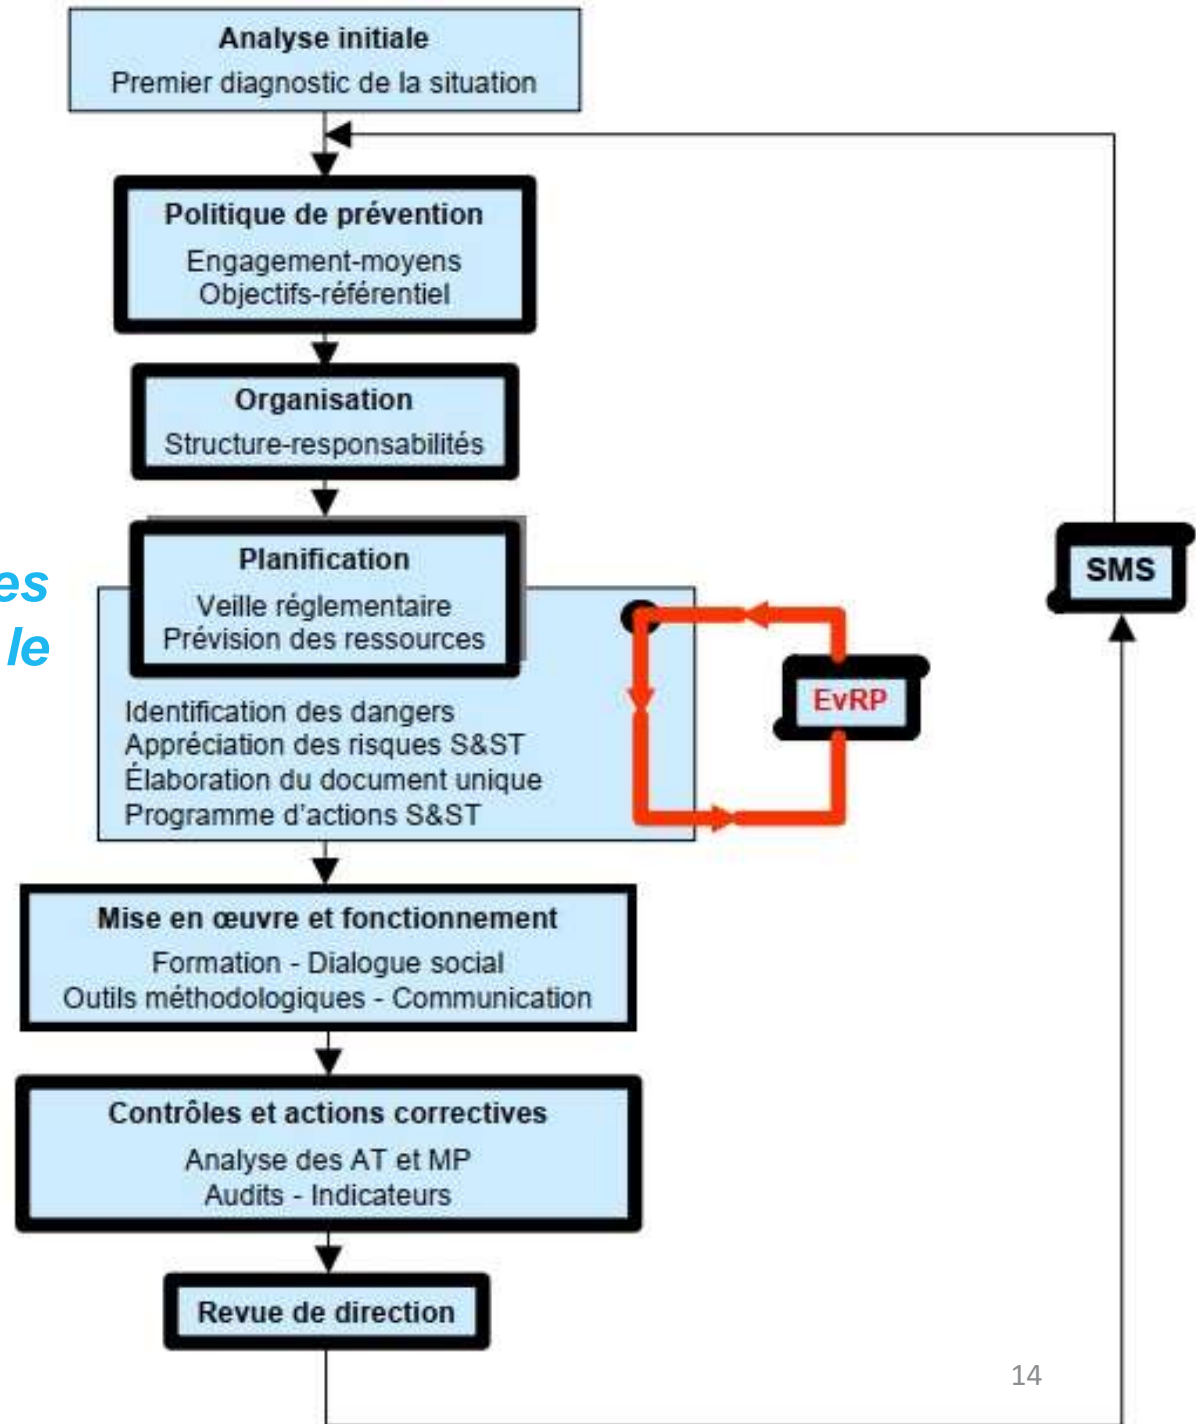 Analyse initiale
Premier diagnostic de la situation
Politique de prévention
Engagement-moyens
Objectifs-référentiel
Organisation
Structure-responsabilités
Planification
Veille réglementaire
Prévision des ressources
es
le
SMS
EvRP
Identification des dangers
Appréciation des risques S&ST
Élaboration du document unique
Programme d'actions S&ST
Mise en œuvre et fonctionnement
Formation - Dialogue social
Outils méthodologiques - Communication
Contrôles et actions correctives
Analyse des AT et MP
Audits - Indicateurs
Revue de direction
14